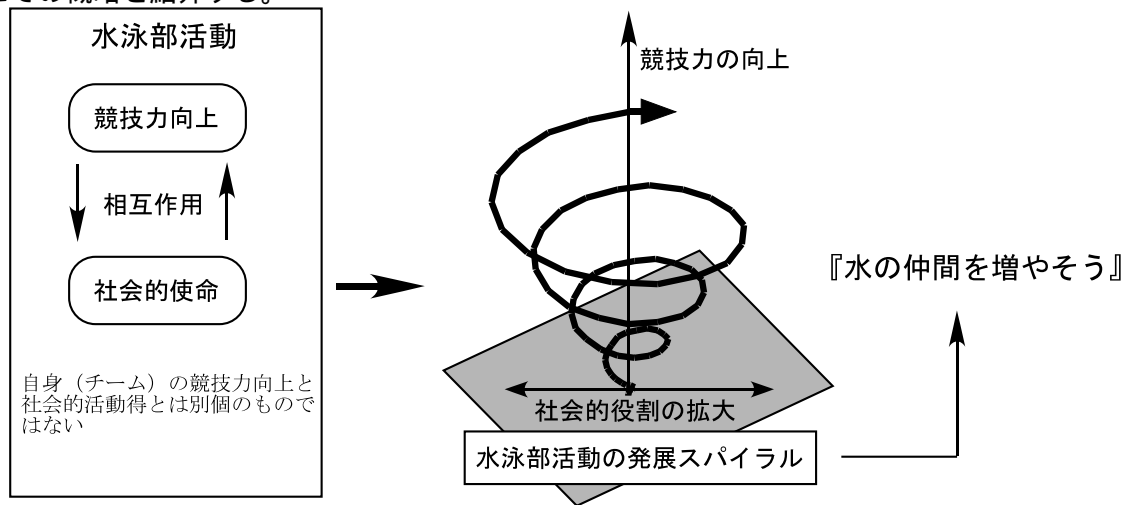 水泳部活動
競技力向上
相互作用
社会的使命
自身（チーム）の競技力向上と
社会的活動得とは別個のもので
はない
競技力の向上
社会的役割の拡大
水泳部活動の発展スパイラル
『水の仲間を増やそう』